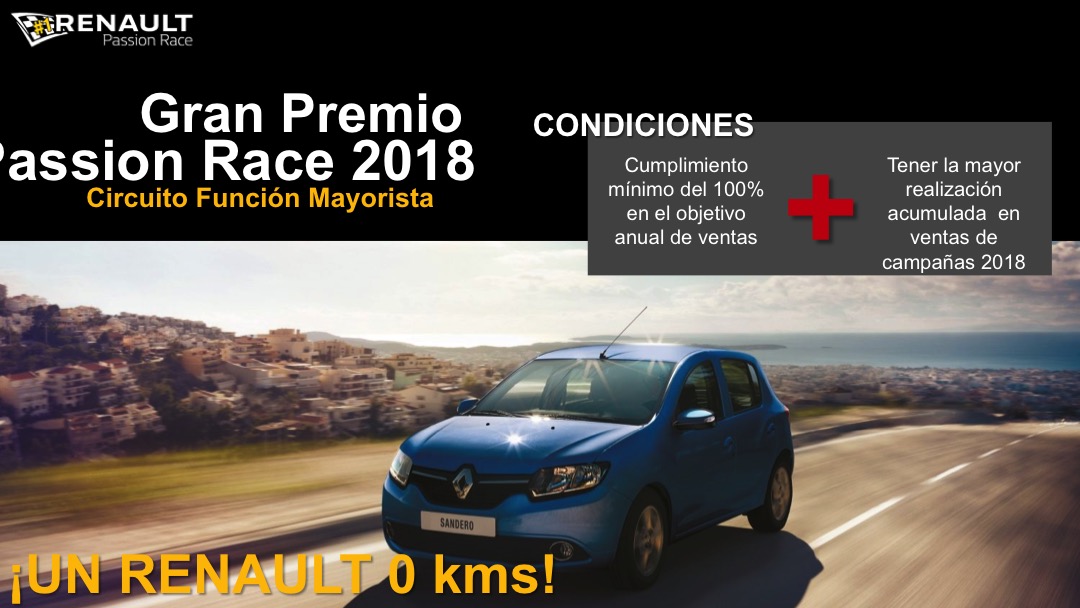 #1 RENAULT
Passion Race
Gran Premio
Passion Race 2018
Circuito Función Mayorista
CONDICIONES
Cumplimiento
mínimo del 100%
en el objetivo
anual de ventas
Tener la mayor
realización
acumulada en
ventas de
campañas 2018
SANDERO
¡UN RENAULT 0 kms!